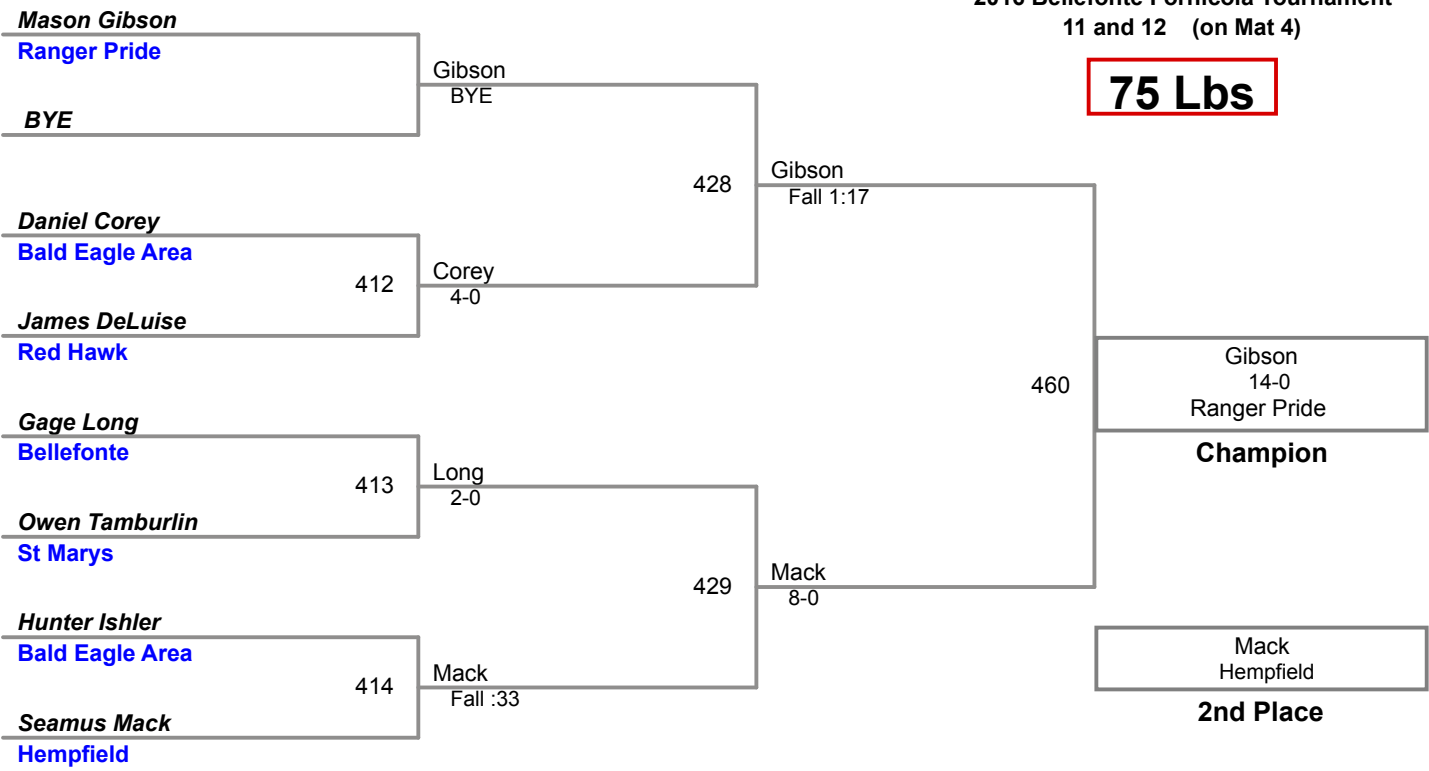 2016 Bellefonte Fornicola Tournament
11 and 12 (on Mat 4)
75 Lbs
Mason Gibson
Ranger Pride
BYE
Gibson
BYE
Daniel Corey
Bald Eagle Area
412
James DeLuise
Red Hawk
Corey
4-0
428
Gibson
Fall 1:17
Gage Long
Bellefonte
413
Owen Tamburlin
St Marys
Long
2-0
Hunter Ishler
Bald Eagle Area
414
Seamus Mack
Hempfield
Mack
Fall :33
429
Mack
8-0
460
Gibson
14-0
Ranger Pride
Champion
Mack
Hempfield
2nd Place